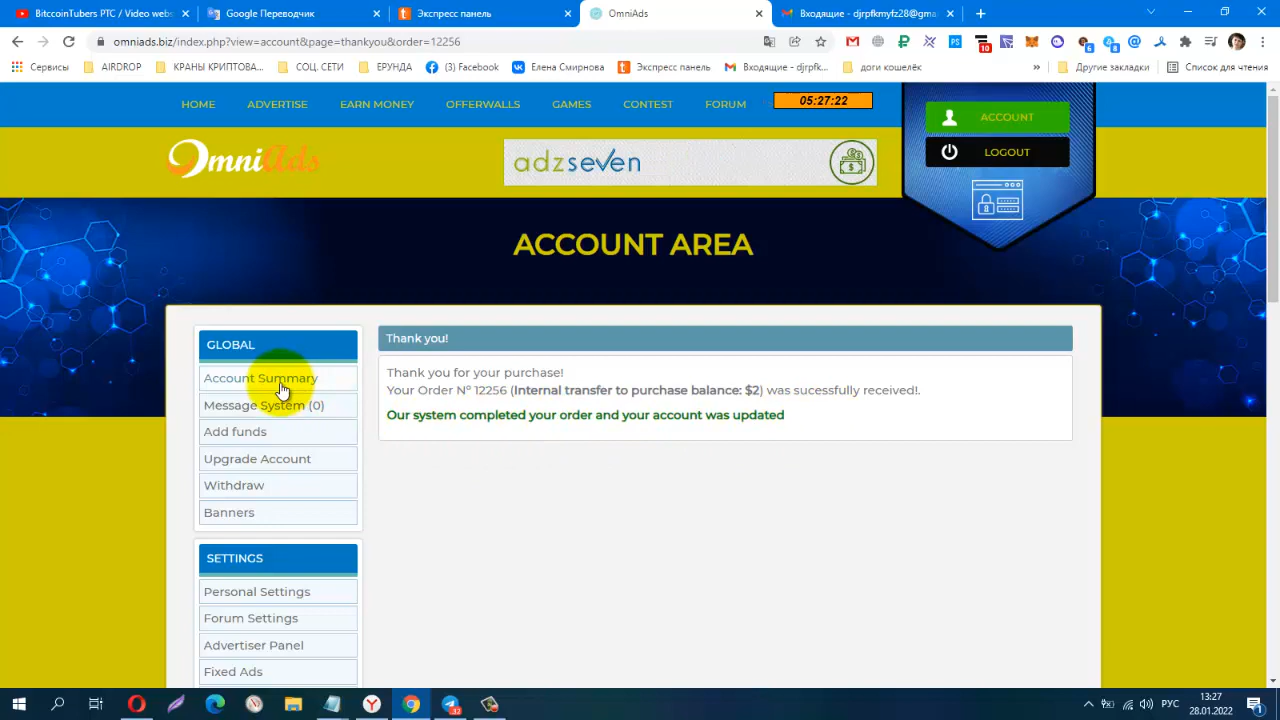 BitccoinTubers PTC / Video webs
Google Переводчик
Экспресс панель
OmniAds
Входящие - djrpfkmyfz28@gma
omniads.biz/index.php?view=account&page=thankyou&order=12256
Сервисы
AIRDROP
КРАНЫ КРИПТОВА...
СОЦ. СЕТИ
ЕРУНДА
(3) Facebook
Елена Смирнова
Экспресс панель
Входящие - djrpfk...
доги кошелёк
»
Другие закладки
Список для чтения
HOME
ADVERTISE
EARN MONEY
OFFERWALLS
GAMES
CONTEST
FORUM
05:27:22
ACCOUNT
LOGOUT
OmniAds
adzseven
ACCOUNT AREA
GLOBAL
Account Summary
Message System (0)
Add funds
Upgrade Account
Withdraw
Banners
SETTINGS
Personal Settings
Forum Settings
Advertiser Panel
Fixed Ads
Thank you!
Thank you for your purchase!
Your Order Nº 12256 (Internal transfer to purchase balance: $2) was sucessfully received!.
Our system completed your order and your account was updated
РУС
13:27
28.01.2022